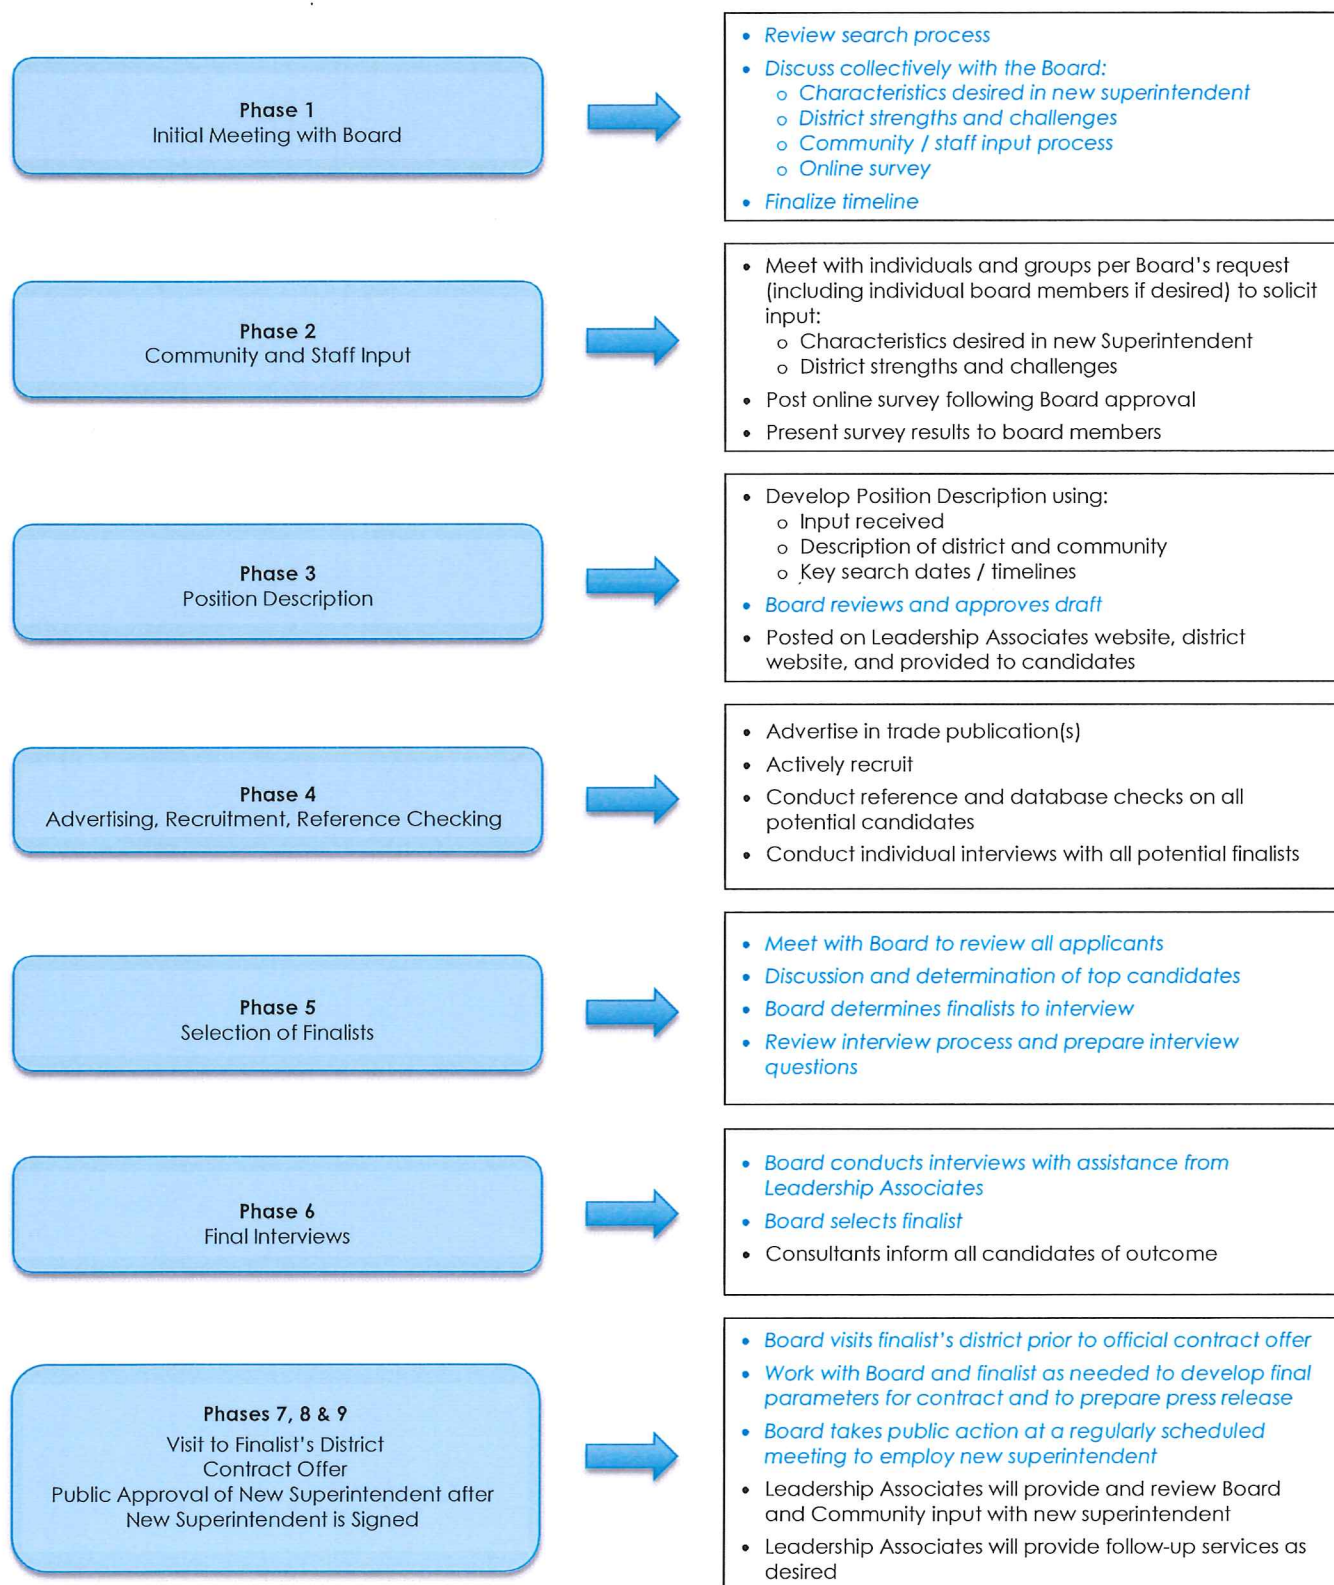 Phase 1
Initial Meeting with Board
• Review search process
• Discuss collectively with the Board:
o Characteristics desired in new superintendent
o District strengths and challenges
o Community / staff input process
o Online survey
• Finalize timeline
Phase 2
Community and Staff Input
• Meet with individuals and groups per Board's request
(including individual board members if desired) to solicit
input:
o Characteristics desired in new Superintendent
o District strengths and challenges
• Post online survey following Board approval
• Present survey results to board members
Phase 3
Position Description
• Develop Position Description using:
o Input received
o Description of district and community
o Key search dates / timelines
• Board reviews and approves draft
• Posted on Leadership Associates website, district
website, and provided to candidates
Phase 4
Advertising, Recruitment, Reference Checking
• Advertise in trade publication(s)
• Actively recruit
• Conduct reference and database checks on all
potential candidates
• Conduct individual interviews with all potential finalists
Phase 5
Selection of Finalists
• Meet with Board to review all applicants
• Discussion and determination of top candidates
• Board determines finalists to interview
• Review interview process and prepare interview
questions
Phase 6
Final Interviews
• Board conducts interviews with assistance from
Leadership Associates
• Board selects finalist
• Consultants inform all candidates of outcome
Phases 7, 8 & 9
Visit to Finalist's District
Contract Offer
Public Approval of New Superintendent after
New Superintendent is Signed
• Board visits finalist's district prior to official contract offer
• Work with Board and finalist as needed to develop final
parameters for contract and to prepare press release
• Board takes public action at a regularly scheduled
meeting to employ new superintendent
• Leadership Associates will provide and review Board
and Community input with new superintendent
• Leadership Associates will provide follow-up services as
desired